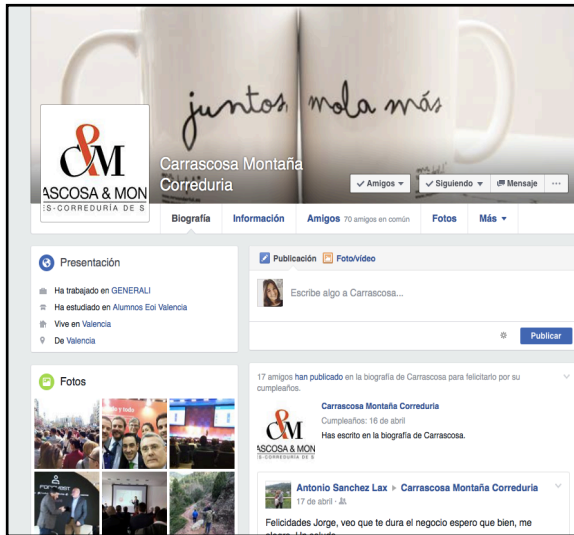 juntos, mola más
C&M
ASCOSA & MON
S-CORREDURÍA DE S
Carrascosa Montaña
Correduria
Amigos
Siguiendo
Mensaje
Biografía
Información
Amigos 70 amigos en común
Fotos
Más
Presentación
Ha trabajado en GENERALI
Ha estudiado en Alumnos Eoi Valencia
Vive en Valencia
De Valencia
Publicación
Foto/vídeo
Escribe algo a Carrascosa...
Publicar
Fotos
17 amigos han publicado en la biografía de Carrascosa para felicitarlo por su
cumpleaños.
C&M
ASCOSA & MON
S-CORREDURÍA DE S
Carrascosa Montaña Correduria
Cumpleaños: 16 de abril
Has escrito en la biografía de Carrascosa.
Antonio Sanchez Lax ▸ Carrascosa Montaña Correduria
17 de abril ·
Felicidades Jorge, veo que te dura el negocio espero que bien, me